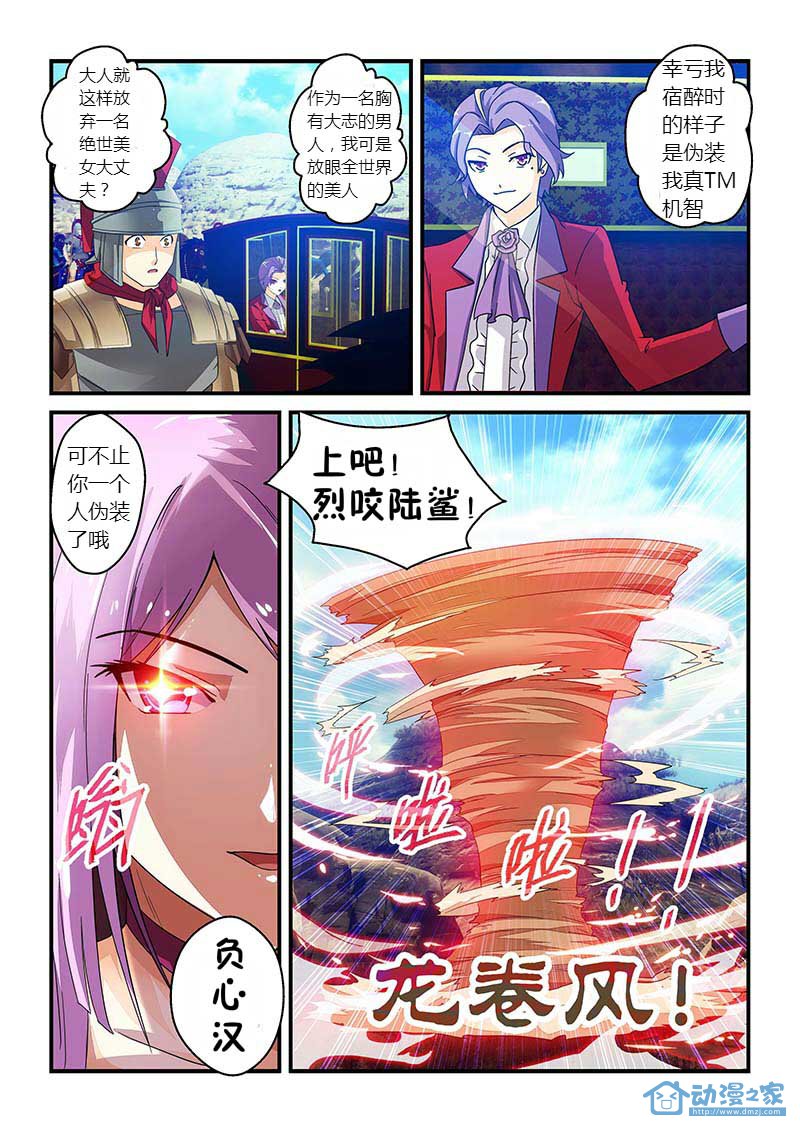 大人就
这样放
弃一名
绝世美
女大丈
夫？
作为一名胸
有大志的男
人，我可是
放眼全世界
的美人
幸亏我
宿醉时
的样子
是伪装
我真TM
机智
可不止
你一个
人伪装
了哦
负
心
汉
上吧！
烈咬陆鲨！
呼
啦
啦
！！
龙卷风！
动漫之家
http://www.dmzj.com